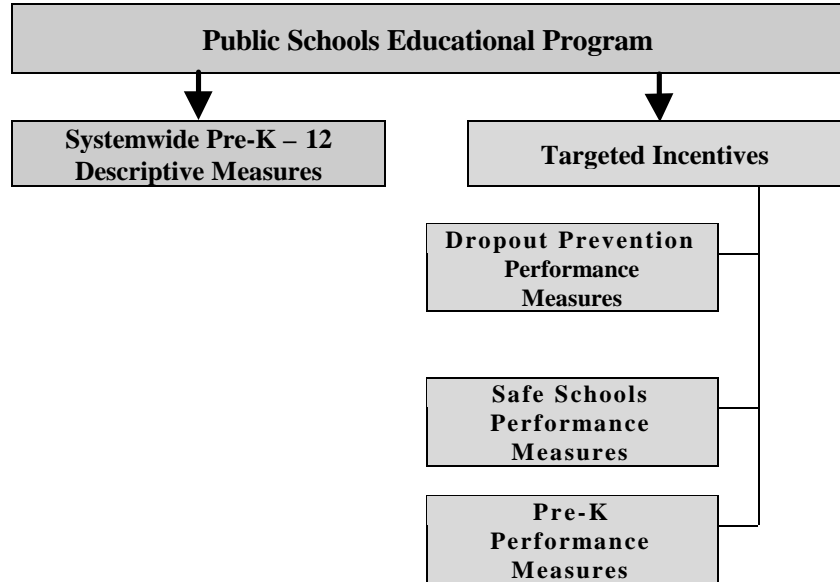 Public Schools Educational Program
Systemwide Pre-K – 12
Descriptive Measures
Targeted Incentives
Dropout Prevention
Performance
Measures
Safe Schools
Performance
Measures
Pre-K
Performance
Measures